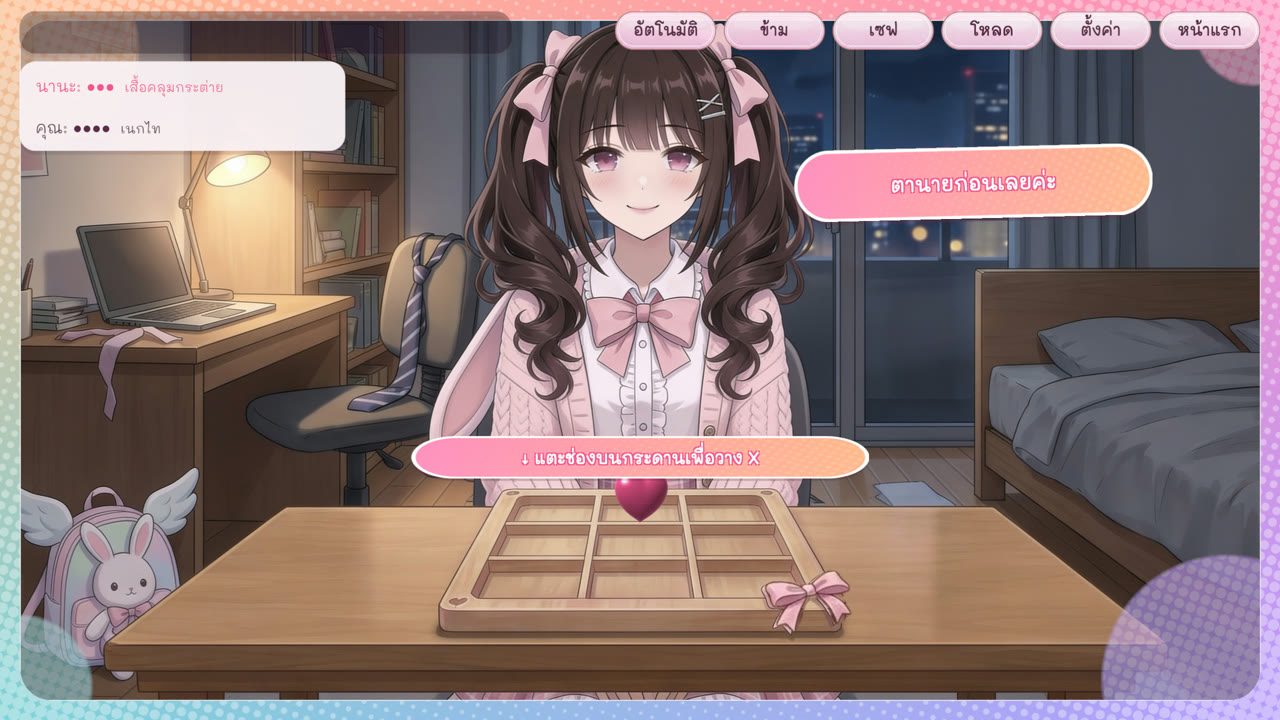 อัตโนมัติ
ข้าม
เซฟ
โหลด
ตั้งค่า
หน้าแรก
นานะ: ●●● เสื้อคลุมกระต่าย
คุณ: ●●●● เนกไท
ตานายก่อนเลยค่ะ
↓ แตะช่องบนกระดานเพื่อวาง X